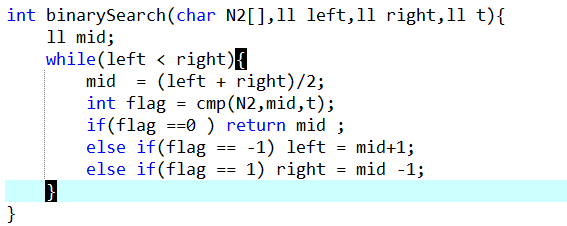 int binarySearch(char N2[],ll left,ll right,ll t){
ll mid;
while(left < right){
mid  = (left + right)/2;
int flag = cmp(N2,mid,t);
if(flag ==0 ) return mid ;
else if(flag == -1) left = mid+1;
else if(flag == 1) right = mid -1;
}
}